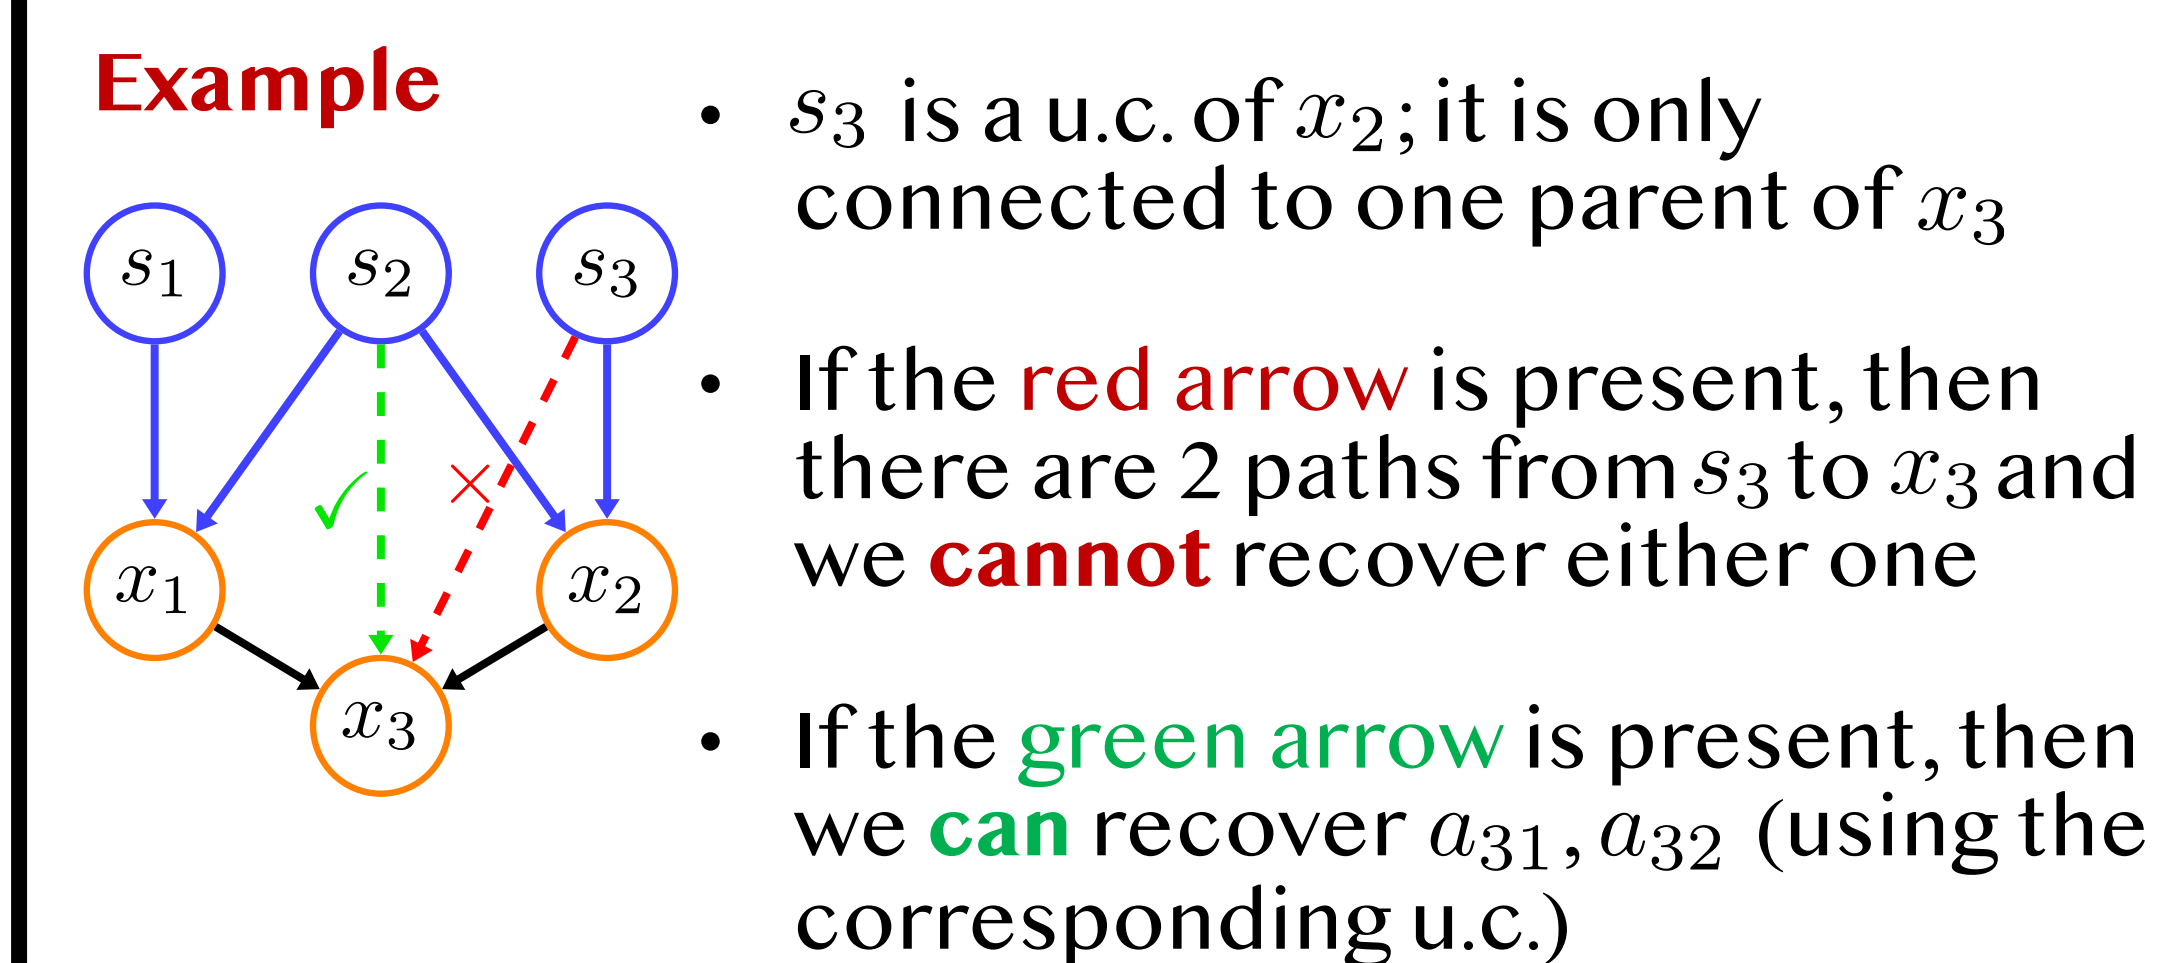 Example
s₁ s₂ s₃
✓ ×
x₁ x₂
x₃
• s₃ is a u.c. of x₂; it is only
connected to one parent of x₃
• If the red arrow is present, then
there are 2 paths from s₃ to x₃ and
we cannot recover either one
• If the green arrow is present, then
we can recover a₃₁, a₃₂ (using the
corresponding u.c.)